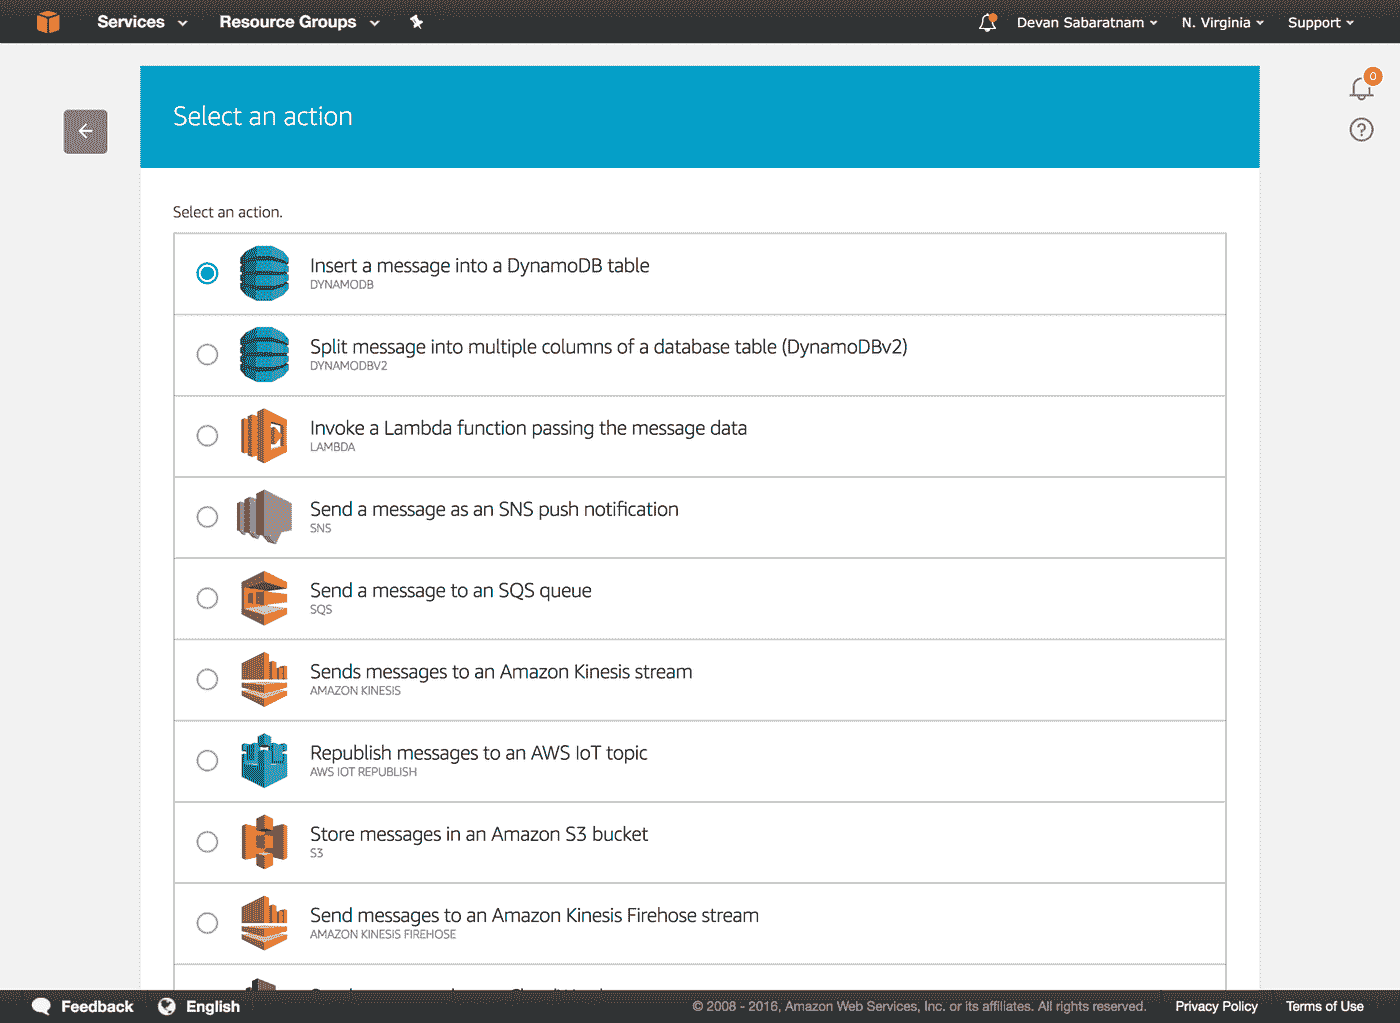 Services Resource Groups Devan Sabaratnam N. Virginia Support
0
Select an action
?
Select an action.
Insert a message into a DynamoDB table
DYNAMODB
Split message into multiple columns of a database table (DynamoDBv2)
DYNAMODBV2
Invoke a Lambda function passing the message data
LAMBDA
Send a message as an SNS push notification
SNS
Send a message to an SQS queue
SQS
Sends messages to an Amazon Kinesis stream
AMAZON KINESIS
Republish messages to an AWS IoT topic
AWS IOT REPUBLISH
Store messages in an Amazon S3 bucket
S3
Send messages to an Amazon Kinesis Firehose stream
AMAZON KINESIS FIREHOSE
Feedback English © 2008 - 2016, Amazon Web Services, Inc. or its affiliates. All rights reserved. Privacy Policy Terms of Use